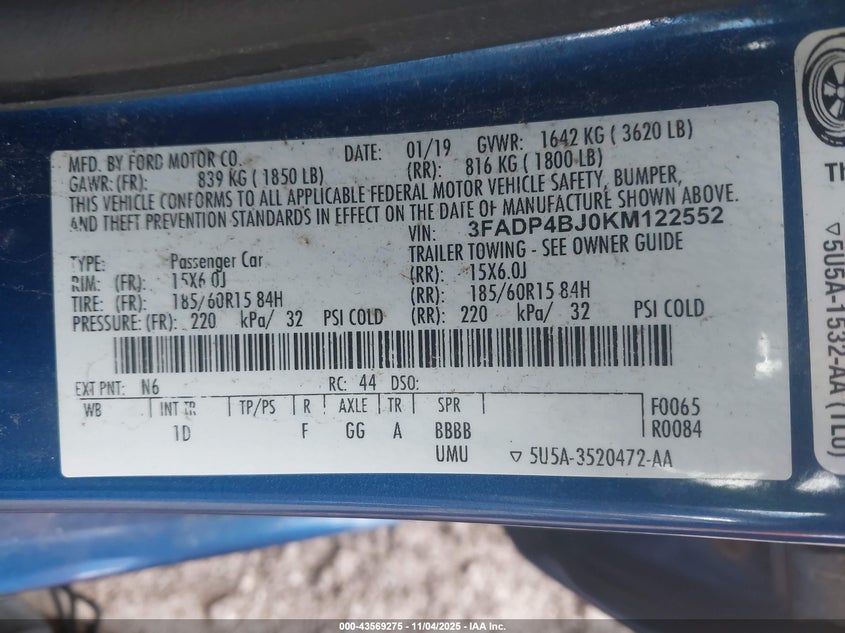 MFD. BY FORD MOTOR CO. DATE: 01/19 GVWR: 1642 KG ( 3620 LB)
GAWR: (FR): 839 KG ( 1850 LB) (RR): 816 KG ( 1800 LB)
THIS VEHICLE CONFORMS TO ALL APPLICABLE FEDERAL MOTOR VEHICLE SAFETY, BUMPER,
AND THEFT PREVENTION STANDARDS IN EFFECT ON THE DATE OF MANUFACTURE SHOWN ABOVE.
VIN: 3FADP4BJ0KM122552
TRAILER TOWING - SEE OWNER GUIDE
TYPE: Passenger Car
RIM: (FR): 15X6.0J (RR): 15X6.0J
TIRE: (FR): 185/60R15 84H (RR): 185/60R15 84H
PRESSURE: (FR): 220 kPa/ 32 PSI COLD (RR): 220 kPa/ 32 PSI COLD
EXT PNT: N6 RC: 44 DSO:
WB INT TR TP/PS R AXLE TR SPR F0065
1D F GG A BBBB R0084
UMU ▽ 5U5A-3520472-AA
Th
▽5U5A-1532-AA (TL0)
000-43569275 - 11/04/2025 - IAA Inc.